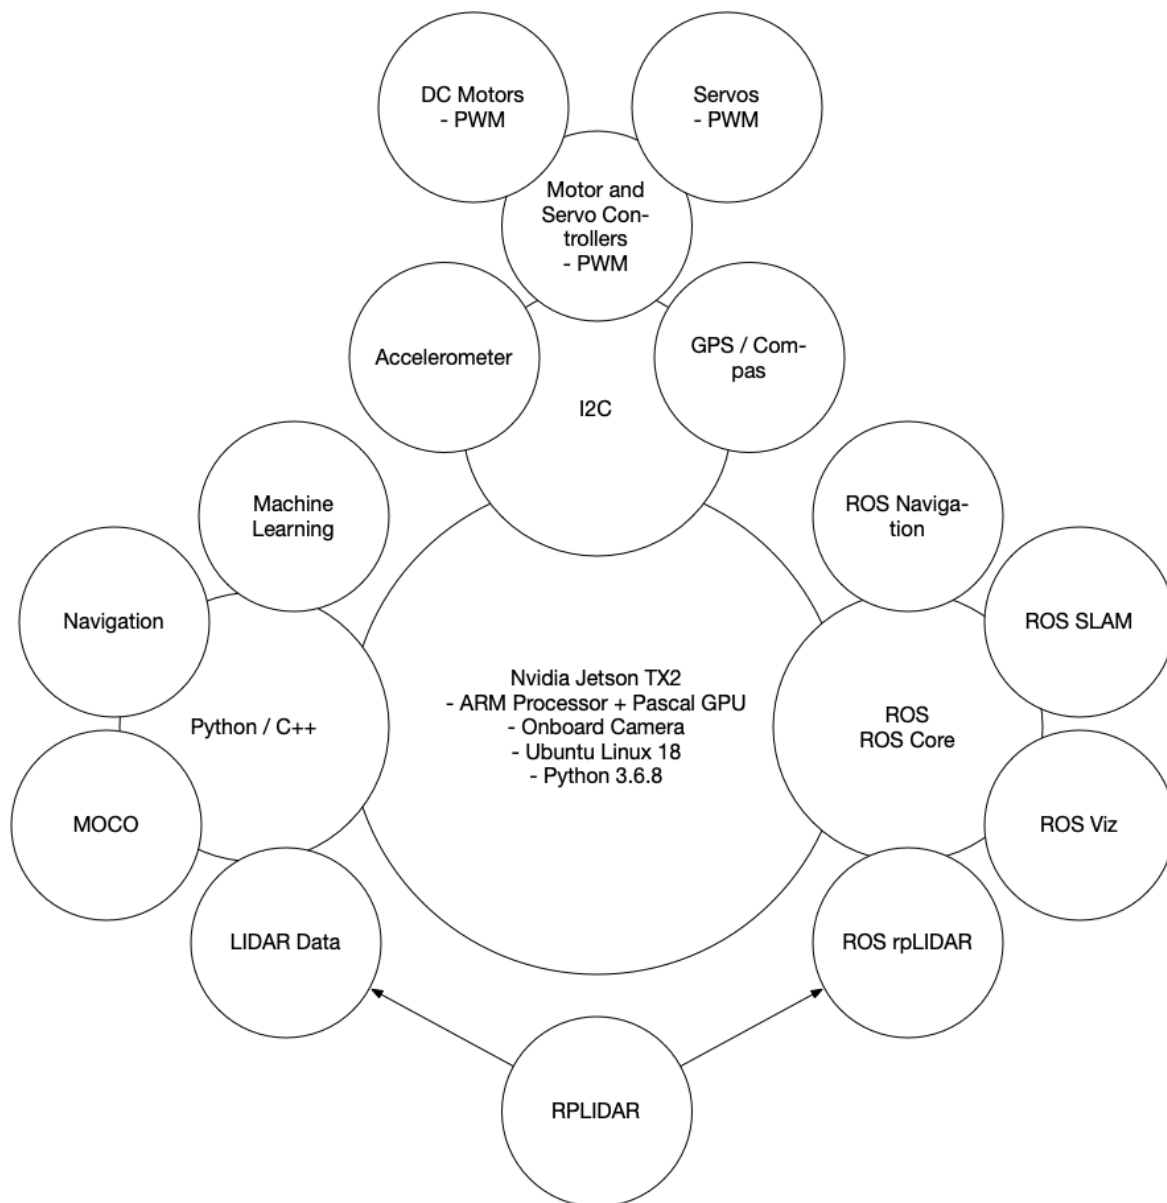 DC Motors
- PWM
Servos
- PWM
Motor and
Servo Con-
trollers
- PWM
Accelerometer
GPS / Com-
pas
I2C
Machine
Learning
ROS Naviga-
tion
Navigation
ROS SLAM
Python / C++
Nvidia Jetson TX2
- ARM Processor + Pascal GPU
- Onboard Camera
- Ubuntu Linux 18
- Python 3.6.8
ROS
ROS Core
MOCO
ROS Viz
LIDAR Data
ROS rpLIDAR
RPLIDAR